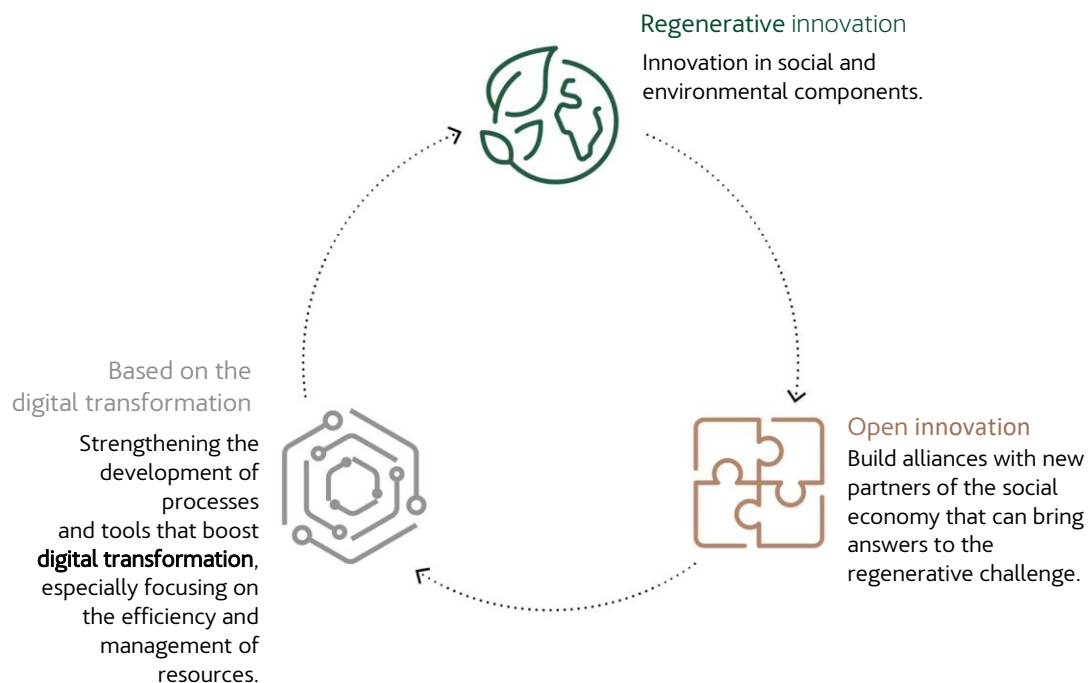 Regenerative innovation
Innovation in social and
environmental components.
Based on the
digital transformation
Strengthening the
development of
processes
and tools that boost
digital transformation,
especially focusing on
the efficiency and
management of
resources.
Open innovation
Build alliances with new
partners of the social
economy that can bring
answers to the
regenerative challenge.